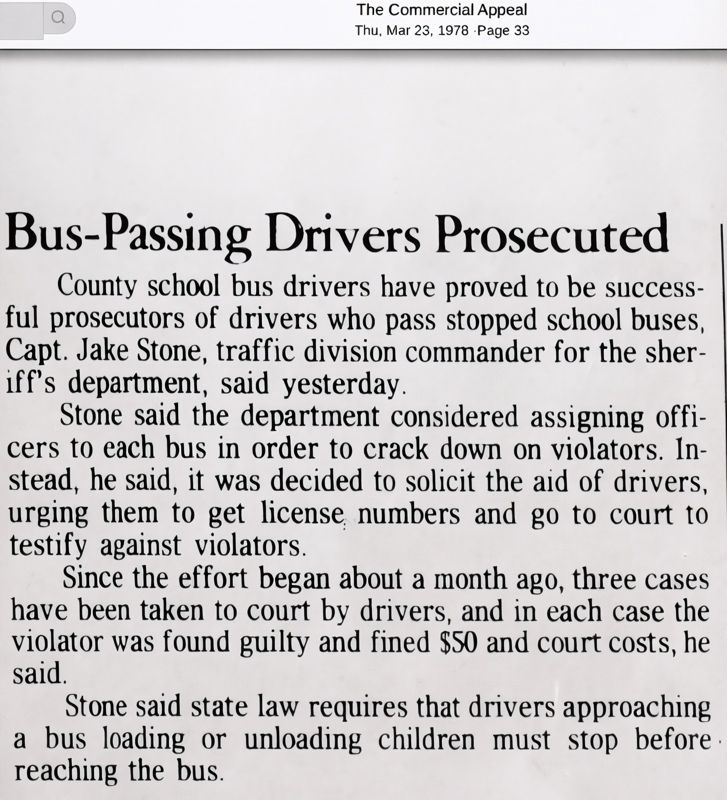 The Commercial Appeal
Thu, Mar 23, 1978 ·Page 33
Bus-Passing Drivers Prosecuted
County school bus drivers have proved to be success-
ful prosecutors of drivers who pass stopped school buses,
Capt. Jake Stone, traffic division commander for the sher-
iff's department, said yesterday.
Stone said the department considered assigning offi-
cers to each bus in order to crack down on violators. In-
stead, he said, it was decided to solicit the aid of drivers,
urging them to get license numbers and go to court to
testify against violators.
Since the effort began about a month ago, three cases
have been taken to court by drivers, and in each case the
violator was found guilty and fined $50 and court costs, he
said.
Stone said state law requires that drivers approaching
a bus loading or unloading children must stop before
reaching the bus.